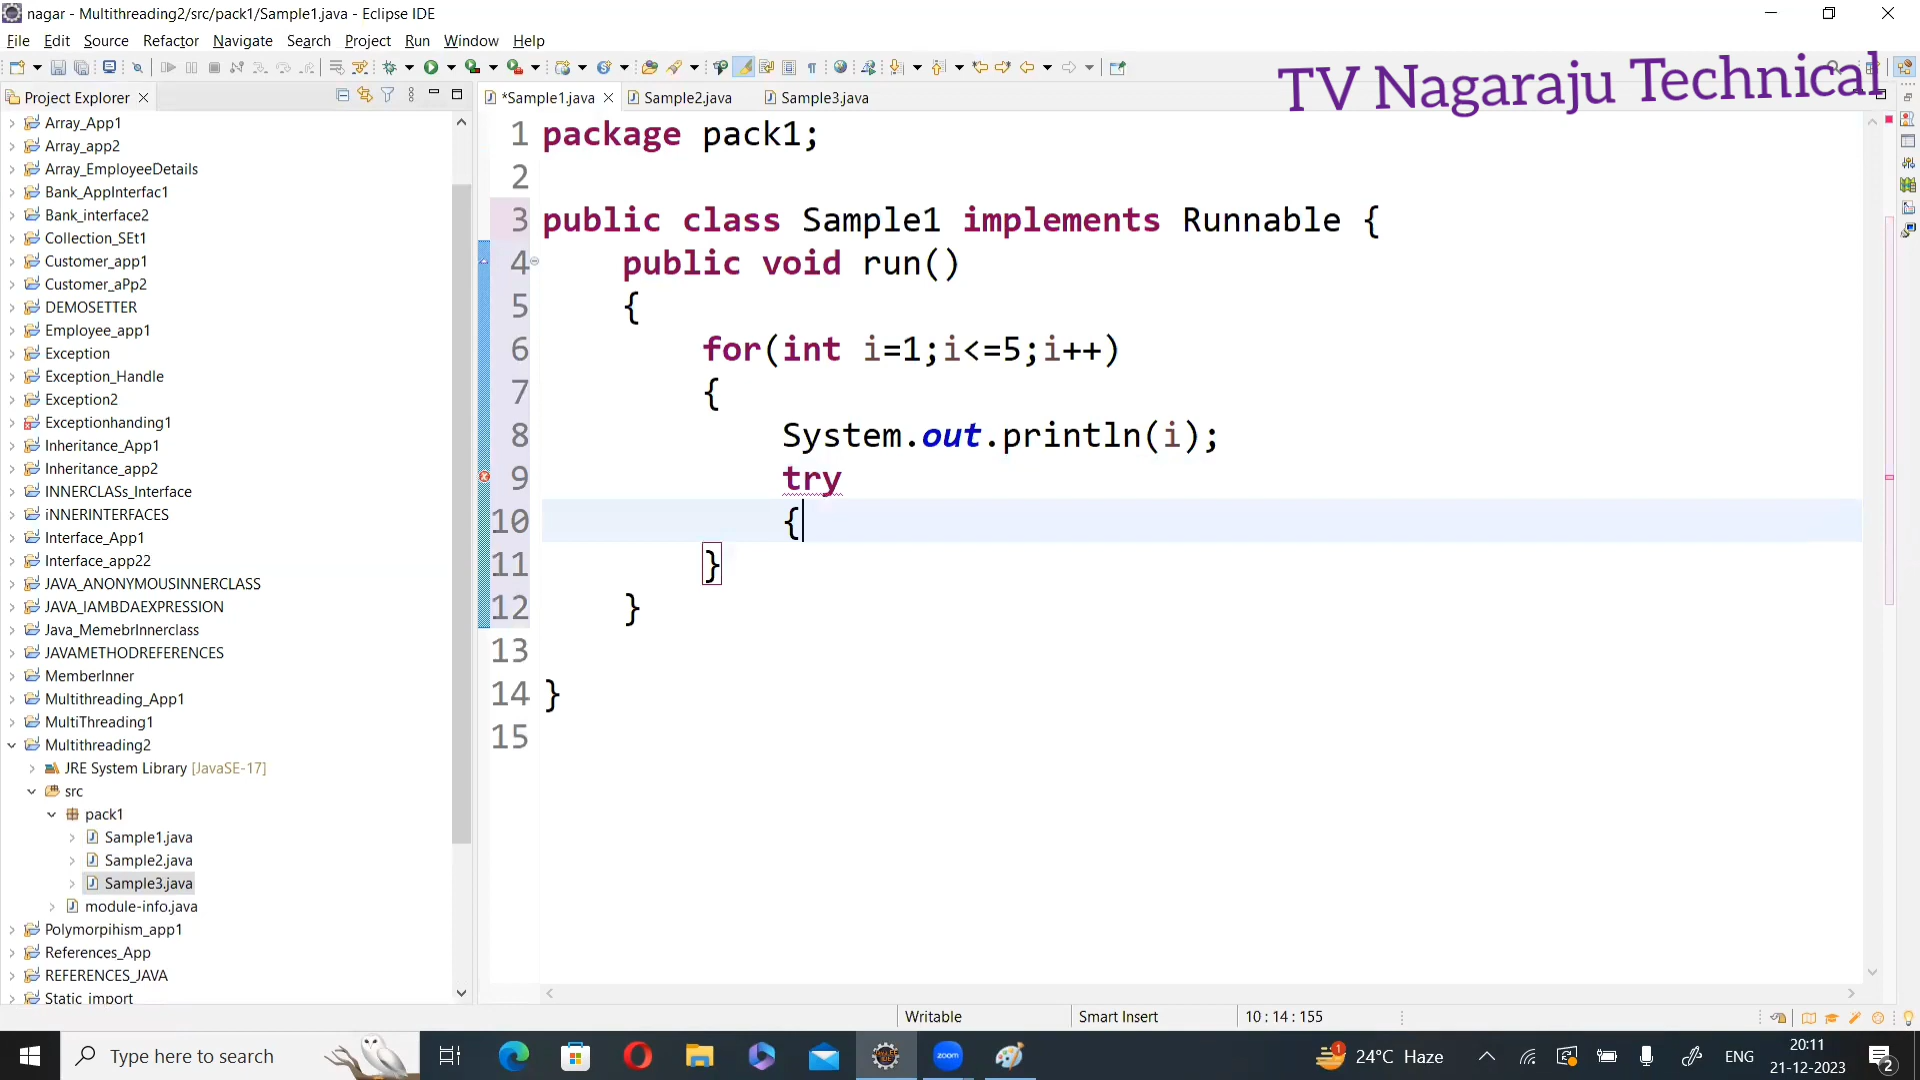 nagar - Multithreading2/src/pack1/Sample1.java - Eclipse IDE
File Edit Source Refactor Navigate Search Project Run Window Help
TV Nagaraju Technical
Project Explorer
*Sample1.java Sample2.java Sample3.java
Array_App1
Array_app2
Array_EmployeeDetails
Bank_AppInterfac1
Bank_interface2
Collection_SEt1
Customer_app1
Customer_aPp2
DEMOSETTER
Employee_app1
Exception
Exception_Handle
Exception2
Exceptionhanding1
Inheritance_App1
Inheritance_app2
INNERCLASs_Interface
iNNERINTERFACES
Interface_App1
Interface_app22
JAVA_ANONYMOUSINNERCLASS
JAVA_lAMBDAEXPRESSION
Java_MemebrInnerclass
JAVAMETHODREFERENCES
MemberInner
Multithreading_App1
MultiThreading1
Multithreading2
JRE System Library [JavaSE-17]
src
pack1
Sample1.java
Sample2.java
Sample3.java
module-info.java
Polymorpihism_app1
References_App
REFERENCES_JAVA
Static_import
1 package pack1;
2
3 public class Sample1 implements Runnable {
4 public void run()
5 {
6 for(int i=1;i<=5;i++)
7 {
8 System.out.println(i);
9 try
10 {
11 }
12 }
13
14 }
15
Writable Smart Insert 10 : 14 : 155
Type here to search
zoom
1 24°C Haze
ENG
20:11
21-12-2023
2